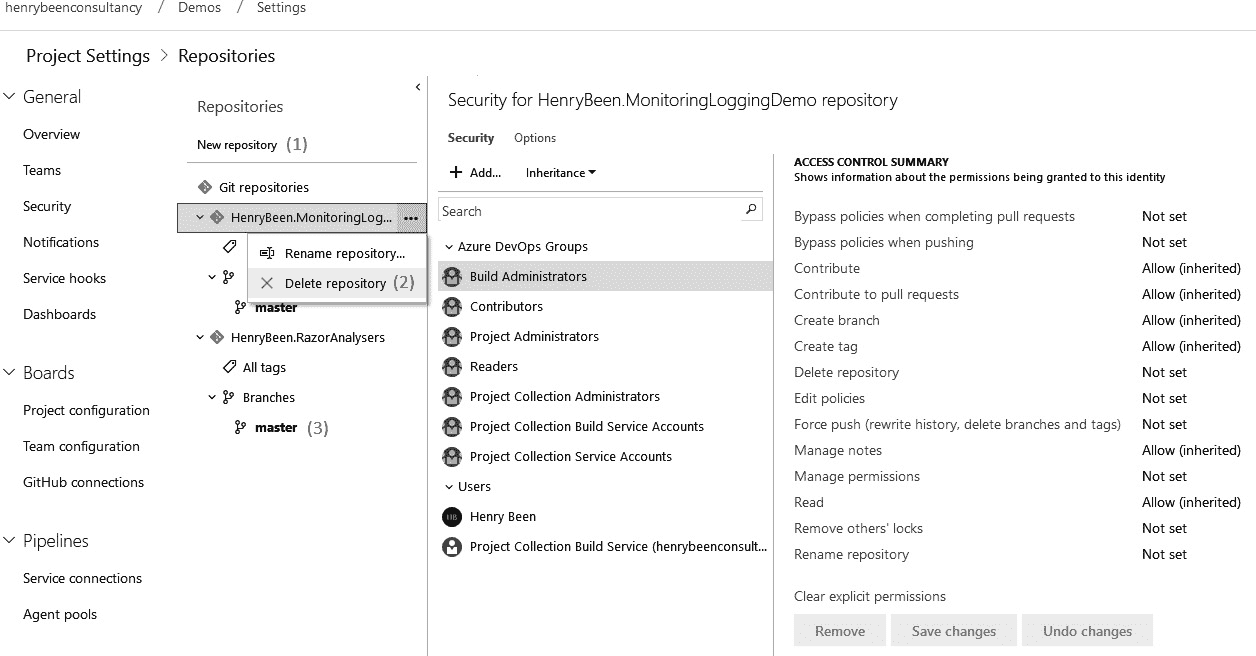 henrybeenconsultancy / Demos / Settings
Project Settings > Repositories
General
Overview
Teams
Security
Notifications
Service hooks
Dashboards
Boards
Project configuration
Team configuration
GitHub connections
Pipelines
Service connections
Agent pools
Repositories
New repository (1)
Git repositories
HenryBeen.MonitoringLog... ...
Rename repository...
Delete repository (2)
master
HenryBeen.RazorAnalysers
All tags
Branches
master (3)
Security for HenryBeen.MonitoringLoggingDemo repository
Security Options
+ Add... Inheritance
Search
Azure DevOps Groups
Build Administrators
Contributors
Project Administrators
Readers
Project Collection Administrators
Project Collection Build Service Accounts
Project Collection Service Accounts
Users
HB Henry Been
Project Collection Build Service (henrybeenconsult...
ACCESS CONTROL SUMMARY
Shows information about the permissions being granted to this identity
Bypass policies when completing pull requests Not set
Bypass policies when pushing Not set
Contribute Allow (inherited)
Contribute to pull requests Allow (inherited)
Create branch Allow (inherited)
Create tag Allow (inherited)
Delete repository Not set
Edit policies Not set
Force push (rewrite history, delete branches and tags) Not set
Manage notes Allow (inherited)
Manage permissions Not set
Read Allow (inherited)
Remove others' locks Not set
Rename repository Not set
Clear explicit permissions
Remove Save changes Undo changes